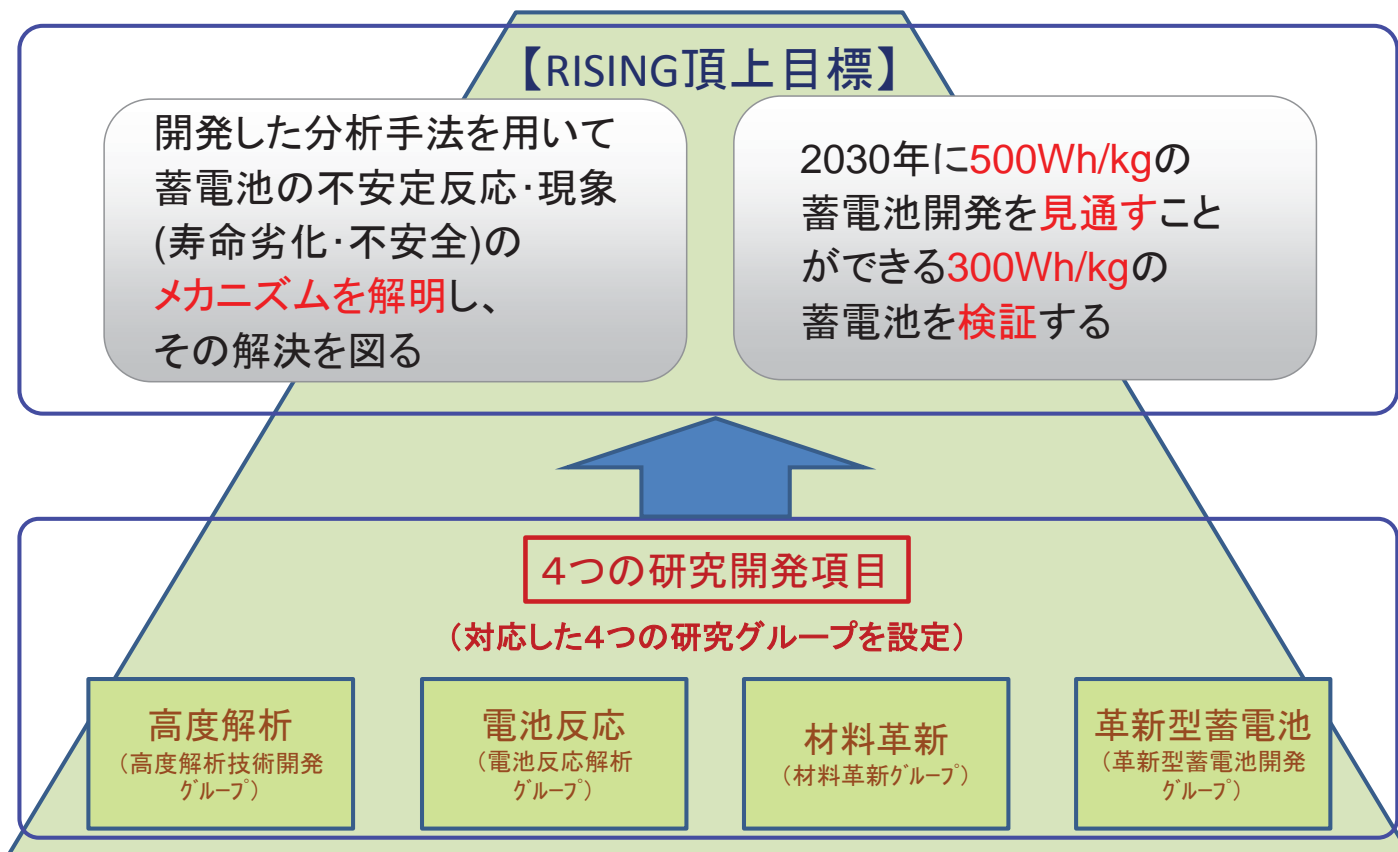 【RISING頂上目標】
開発した分析手法を用いて
蓄電池の不安定反応・現象
(寿命劣化・不安全)の
メカニズムを解明し、
その解決を図る
2030年に500Wh/kgの
蓄電池開発を見通すこと
ができる300Wh/kgの
蓄電池を検証する
４つの研究開発項目
（対応した４つの研究グループを設定）
高度解析
（高度解析技術開発
ｸﾞﾙｰﾌﾟ）
電池反応
（電池反応解析
ｸﾞﾙｰﾌﾟ）
材料革新
（材料革新ｸﾞﾙｰﾌﾟ）
革新型蓄電池
（革新型蓄電池開発
ｸﾞﾙｰﾌﾟ）